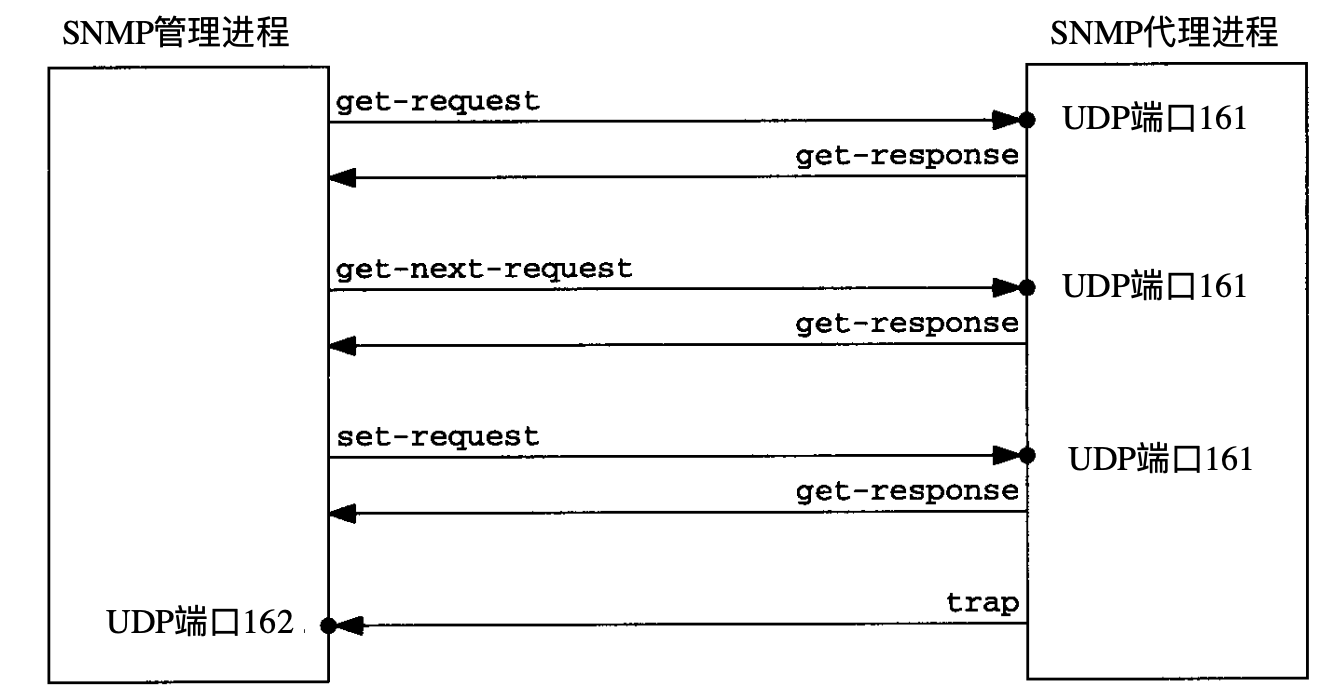 SNMP管理进程
SNMP代理进程
get-request
UDP端口161
get-response
get-next-request
UDP端口161
get-response
set-request
UDP端口161
get-response
trap
UDP端口162